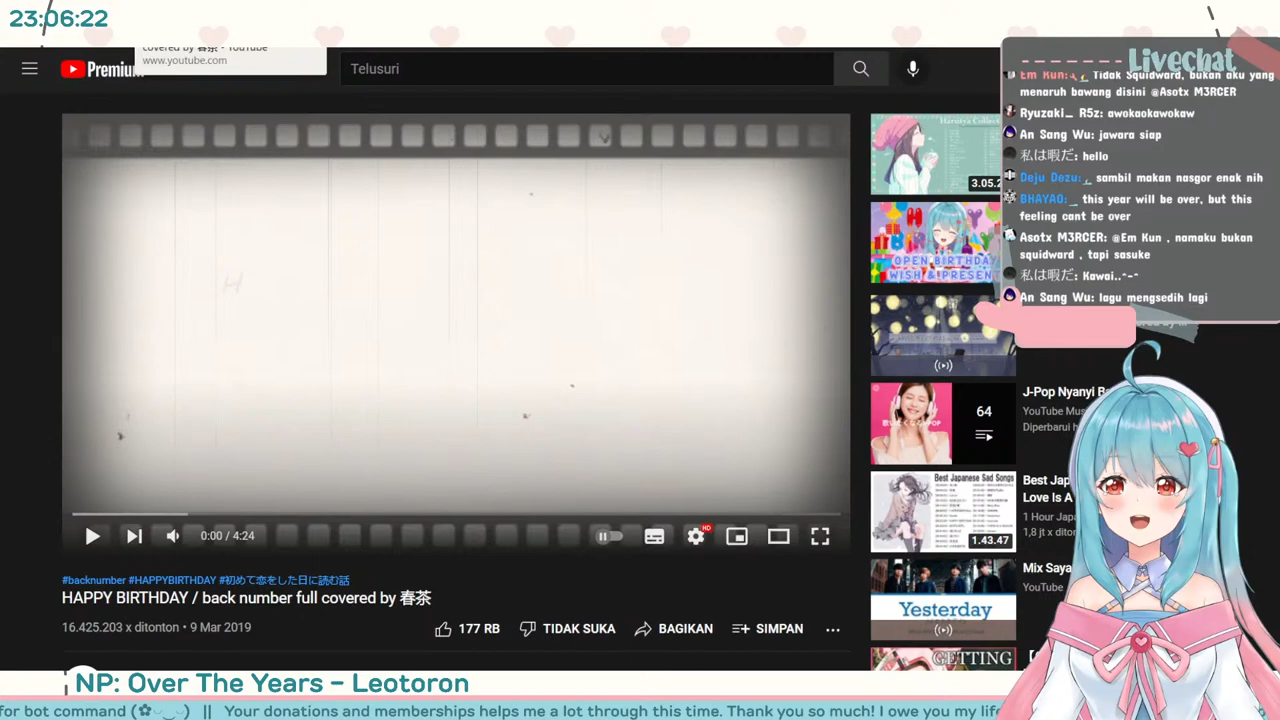 23:06:22
covered by 春茶 - YouTube
www.youtube.com
Premium
Telusuri
Livechat
Em Kun: Tidak Squidward, bukan aku yang
menaruh bawang disini @Asotx M3RCER
Ryuzaki_ R5z: awokaokawokaw
An Sang Wu: jawara siap
私は暇だ: hello
Deju Dezu: sambil makan nasgor enak nih
BHAYAO: this year will be over, but this
feeling cant be over
Asotx M3RCER: @Em Kun , namaku bukan
squidward , tapi sasuke
私は暇だ: Kawai..^-^
An Sang Wu: lagu mengsedih lagi
3.05.2
OPEN BIRTHDAY
WISH & PRESENT
64
J-Pop Nyanyi Ba
YouTube Mus
Diperbarui h
Best Japanese Sad Songs
1.43.47
Best Jap
Love Is A
1 Hour Japa
1,8 jt x ditor
Yesterday
Mix Saya
YouTube
GETTING
0:00 / 4:24
HD
#backnumber #HAPPYBIRTHDAY #初めて恋をした日に読む話
HAPPY BIRTHDAY / back number full covered by 春茶
16.425.203 x ditonton • 9 Mar 2019
177 RB
TIDAK SUKA
BAGIKAN
SIMPAN
NP: Over The Years – Leotoron
for bot command (✿◡‿◡) || Your donations and memberships helps me a lot through this time. Thank you so much! I owe you my life